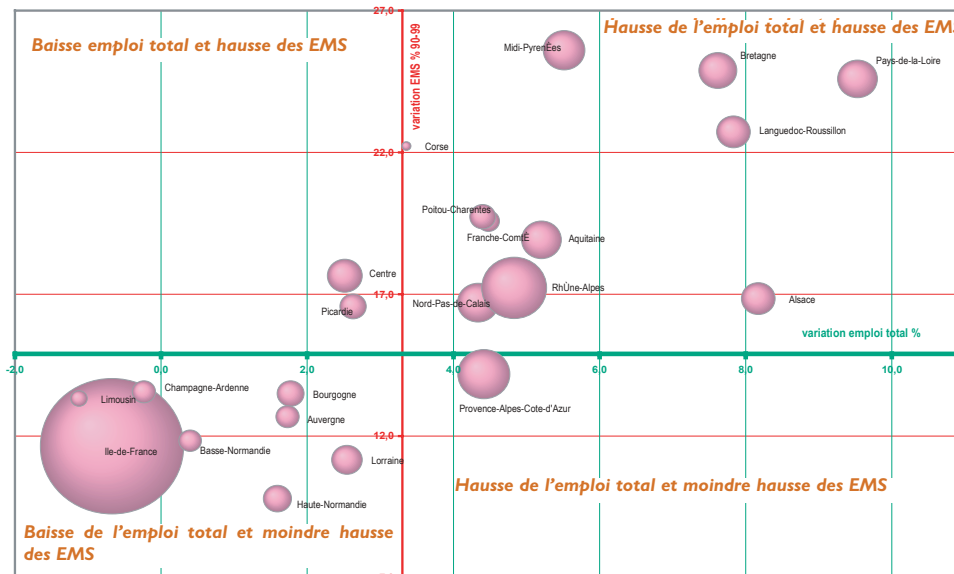 27,0
Baisse emploi total et hausse des EMS
Hausse de l'emploi total et hausse des EMS
variation EMS % 90-99
Midi-PyrenÈes
Bretagne
Pays-de-la-Loire
Languedoc-Roussillon
Corse
22,0
Poitou-Charentes
Franche-ComtÈ
Aquitaine
Centre
RhÙne-Alpes
17,0
Nord-Pas-de-Calais
Alsace
Picardie
variation emploi total %
-2,0 0,0 2,0 4,0 6,0 8,0 10,0
Champagne-Ardenne
Limousin
Bourgogne
Provence-Alpes-Cote-d'Azur
Auvergne
12,0
Ile-de-France
Basse-Normandie
Lorraine
Hausse de l'emploi total et moindre hausse des EMS
Haute-Normandie
Baisse de l'emploi total et moindre hausse
des EMS